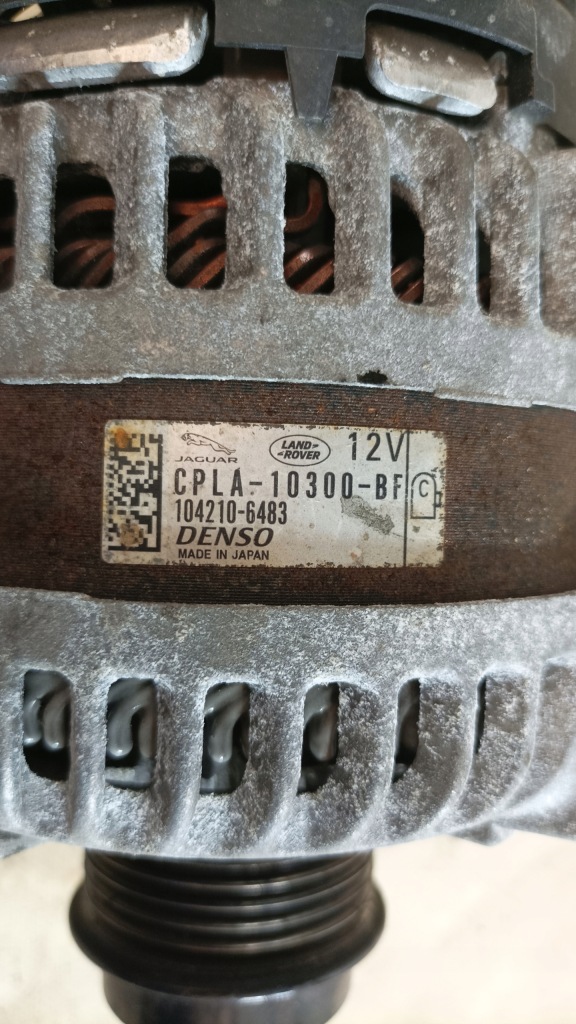 JAGUAR
LAND-
-ROVER
12V
CPLA-10300-BF
C
104210-6483
DENSO
MADE IN JAPAN